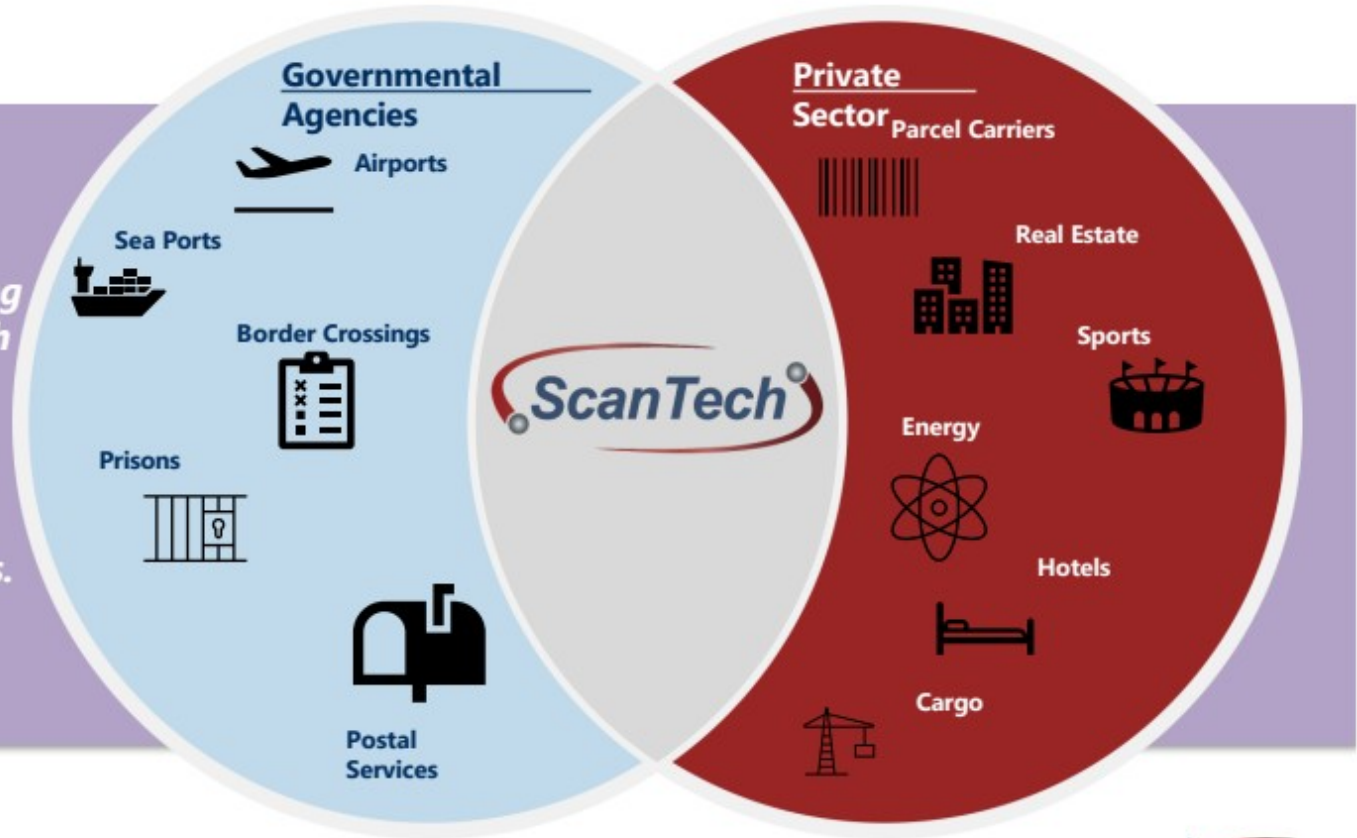 Governmental
Agencies
Airports
Sea Ports
Border Crossings
Prisons
Postal
Services
ScanTech
Private
Sector
Parcel Carriers
Real Estate
Sports
Energy
Hotels
Cargo